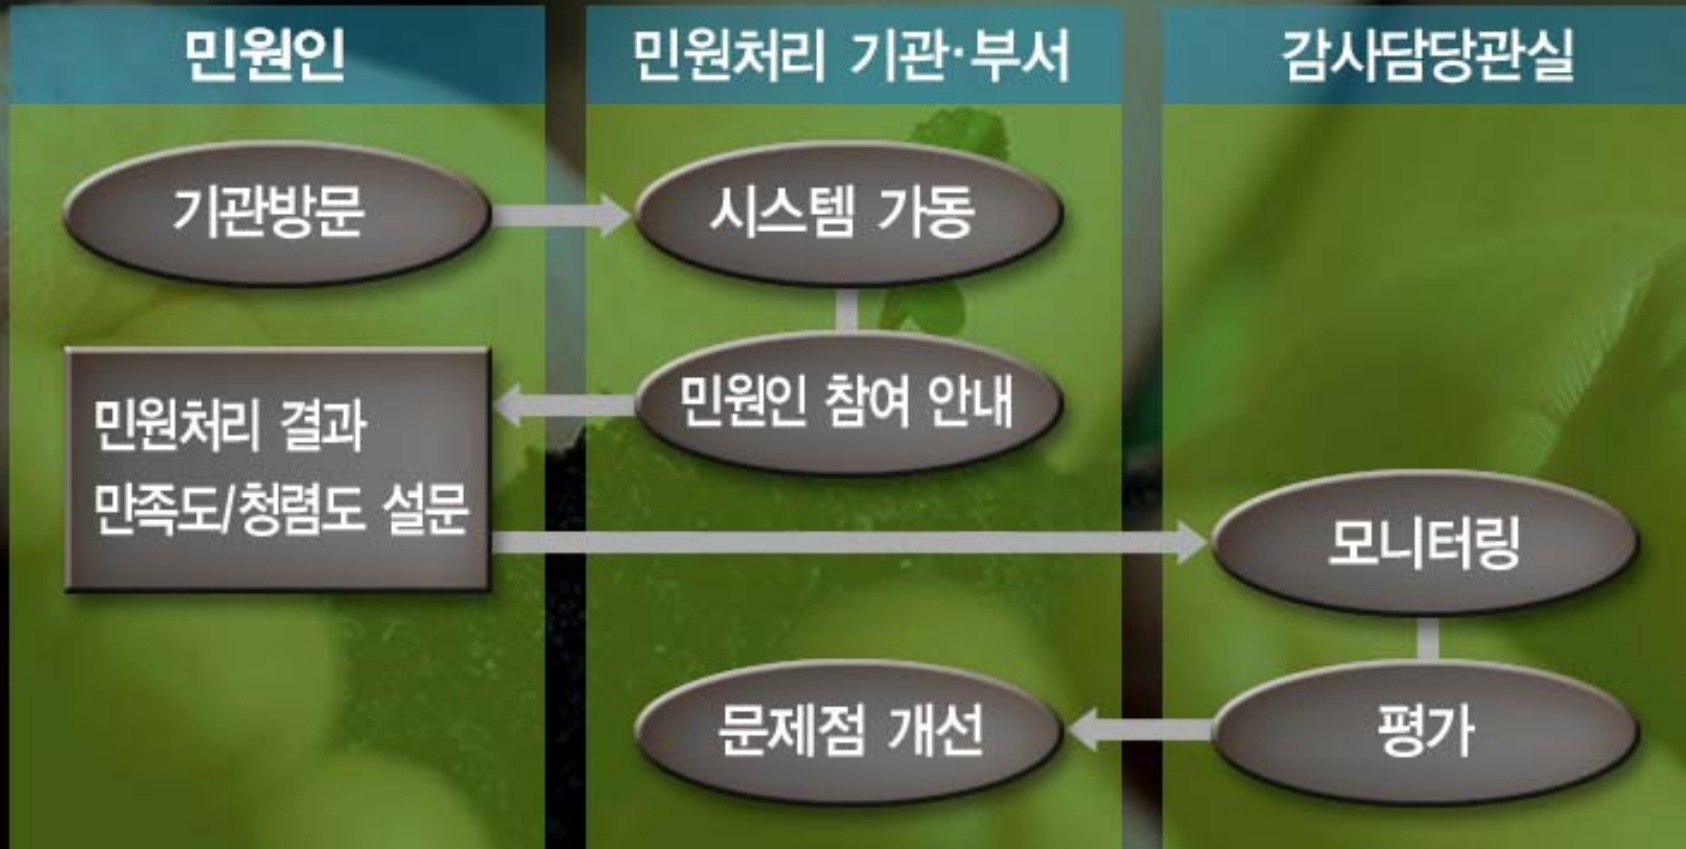 민원인
민원처리 기관·부서
감사담당관실
기관방문
시스템 가동
민원인 참여 안내
민원처리 결과
만족도/청렴도 설문
모니터링
문제점 개선
평가